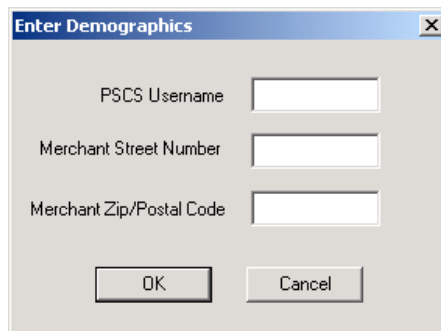 Enter Demographics
PSCS Username
Merchant Street Number
Merchant Zip/Postal Code
OK Cancel